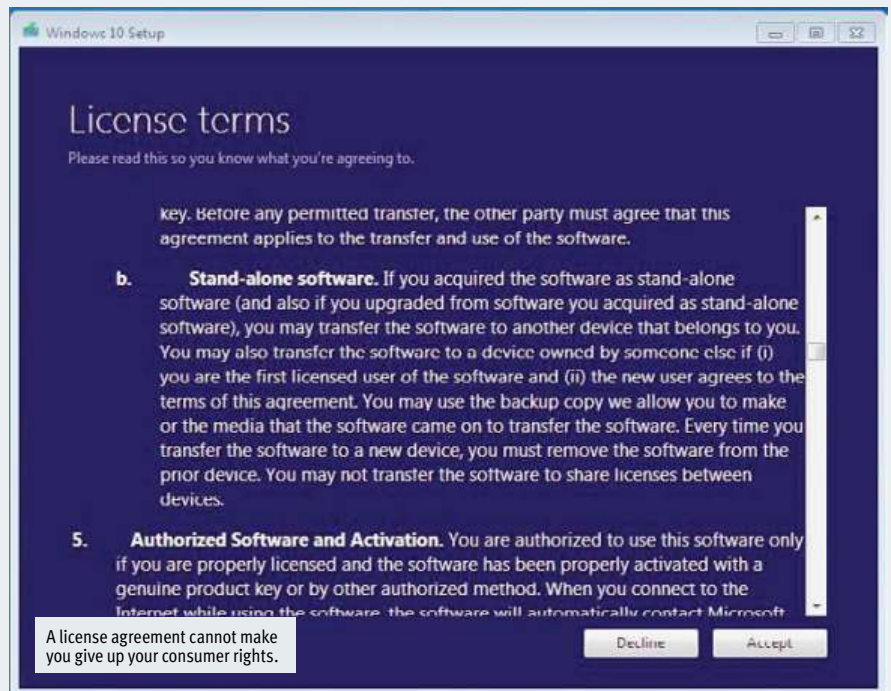 Windows 10 Setup
License terms
Please read this so you know what you're agreeing to.
key. Before any permitted transfer, the other party must agree that this
agreement applies to the transfer and use of the software.
b. Stand-alone software. If you acquired the software as stand-alone
software (and also if you upgraded from software you acquired as stand-alone
software), you may transfer the software to another device that belongs to you.
You may also transfer the software to a device owned by someone else if (i)
you are the first licensed user of the software and (ii) the new user agrees to the
terms of this agreement. You may use the backup copy we allow you to make
or the media that the software came on to transfer the software. Every time you
transfer the software to a new device, you must remove the software from the
prior device. You may not transfer the software to share licenses between
devices.
5. Authorized Software and Activation. You are authorized to use this software only
if you are properly licensed and the software has been properly activated with a
genuine product key or by other authorized method. When you connect to the
Internet while using the software, the software will automatically contact Microsoft
A license agreement cannot make
you give up your consumer rights.
Decline Accept